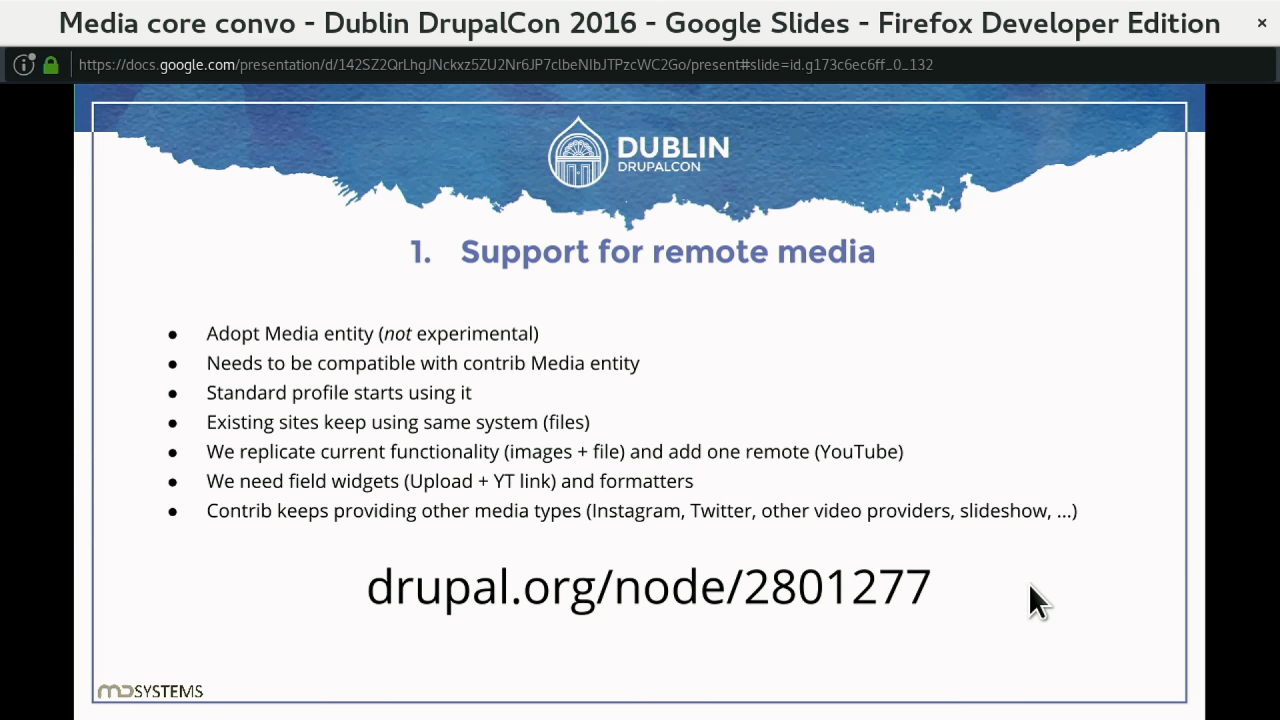 Media core convo - Dublin DrupalCon 2016 - Google Slides - Firefox Developer Edition ×
https://docs.google.com/presentation/d/142SZ2QrLhgJNckxz5ZU2Nr6JP7clbeNIbJTPzcWC2Go/present#slide=id.g173c6ec6ff_0_132
DUBLIN
DRUPALCON
1. Support for remote media
● Adopt Media entity (not experimental)
● Needs to be compatible with contrib Media entity
● Standard profile starts using it
● Existing sites keep using same system (files)
● We replicate current functionality (images + file) and add one remote (YouTube)
● We need field widgets (Upload + YT link) and formatters
● Contrib keeps providing other media types (Instagram, Twitter, other video providers, slideshow, ...)
drupal.org/node/2801277
MD SYSTEMS